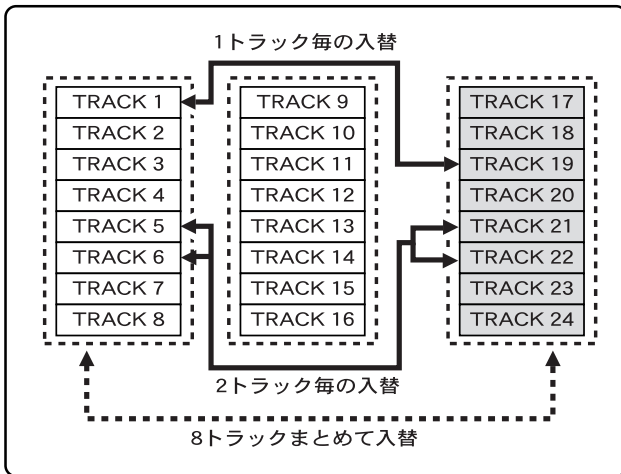 1トラック毎の入替
TRACK 1
TRACK 2
TRACK 3
TRACK 4
TRACK 5
TRACK 6
TRACK 7
TRACK 8
TRACK 9
TRACK 10
TRACK 11
TRACK 12
TRACK 13
TRACK 14
TRACK 15
TRACK 16
TRACK 17
TRACK 18
TRACK 19
TRACK 20
TRACK 21
TRACK 22
TRACK 23
TRACK 24
2トラック毎の入替
8トラックまとめて入替